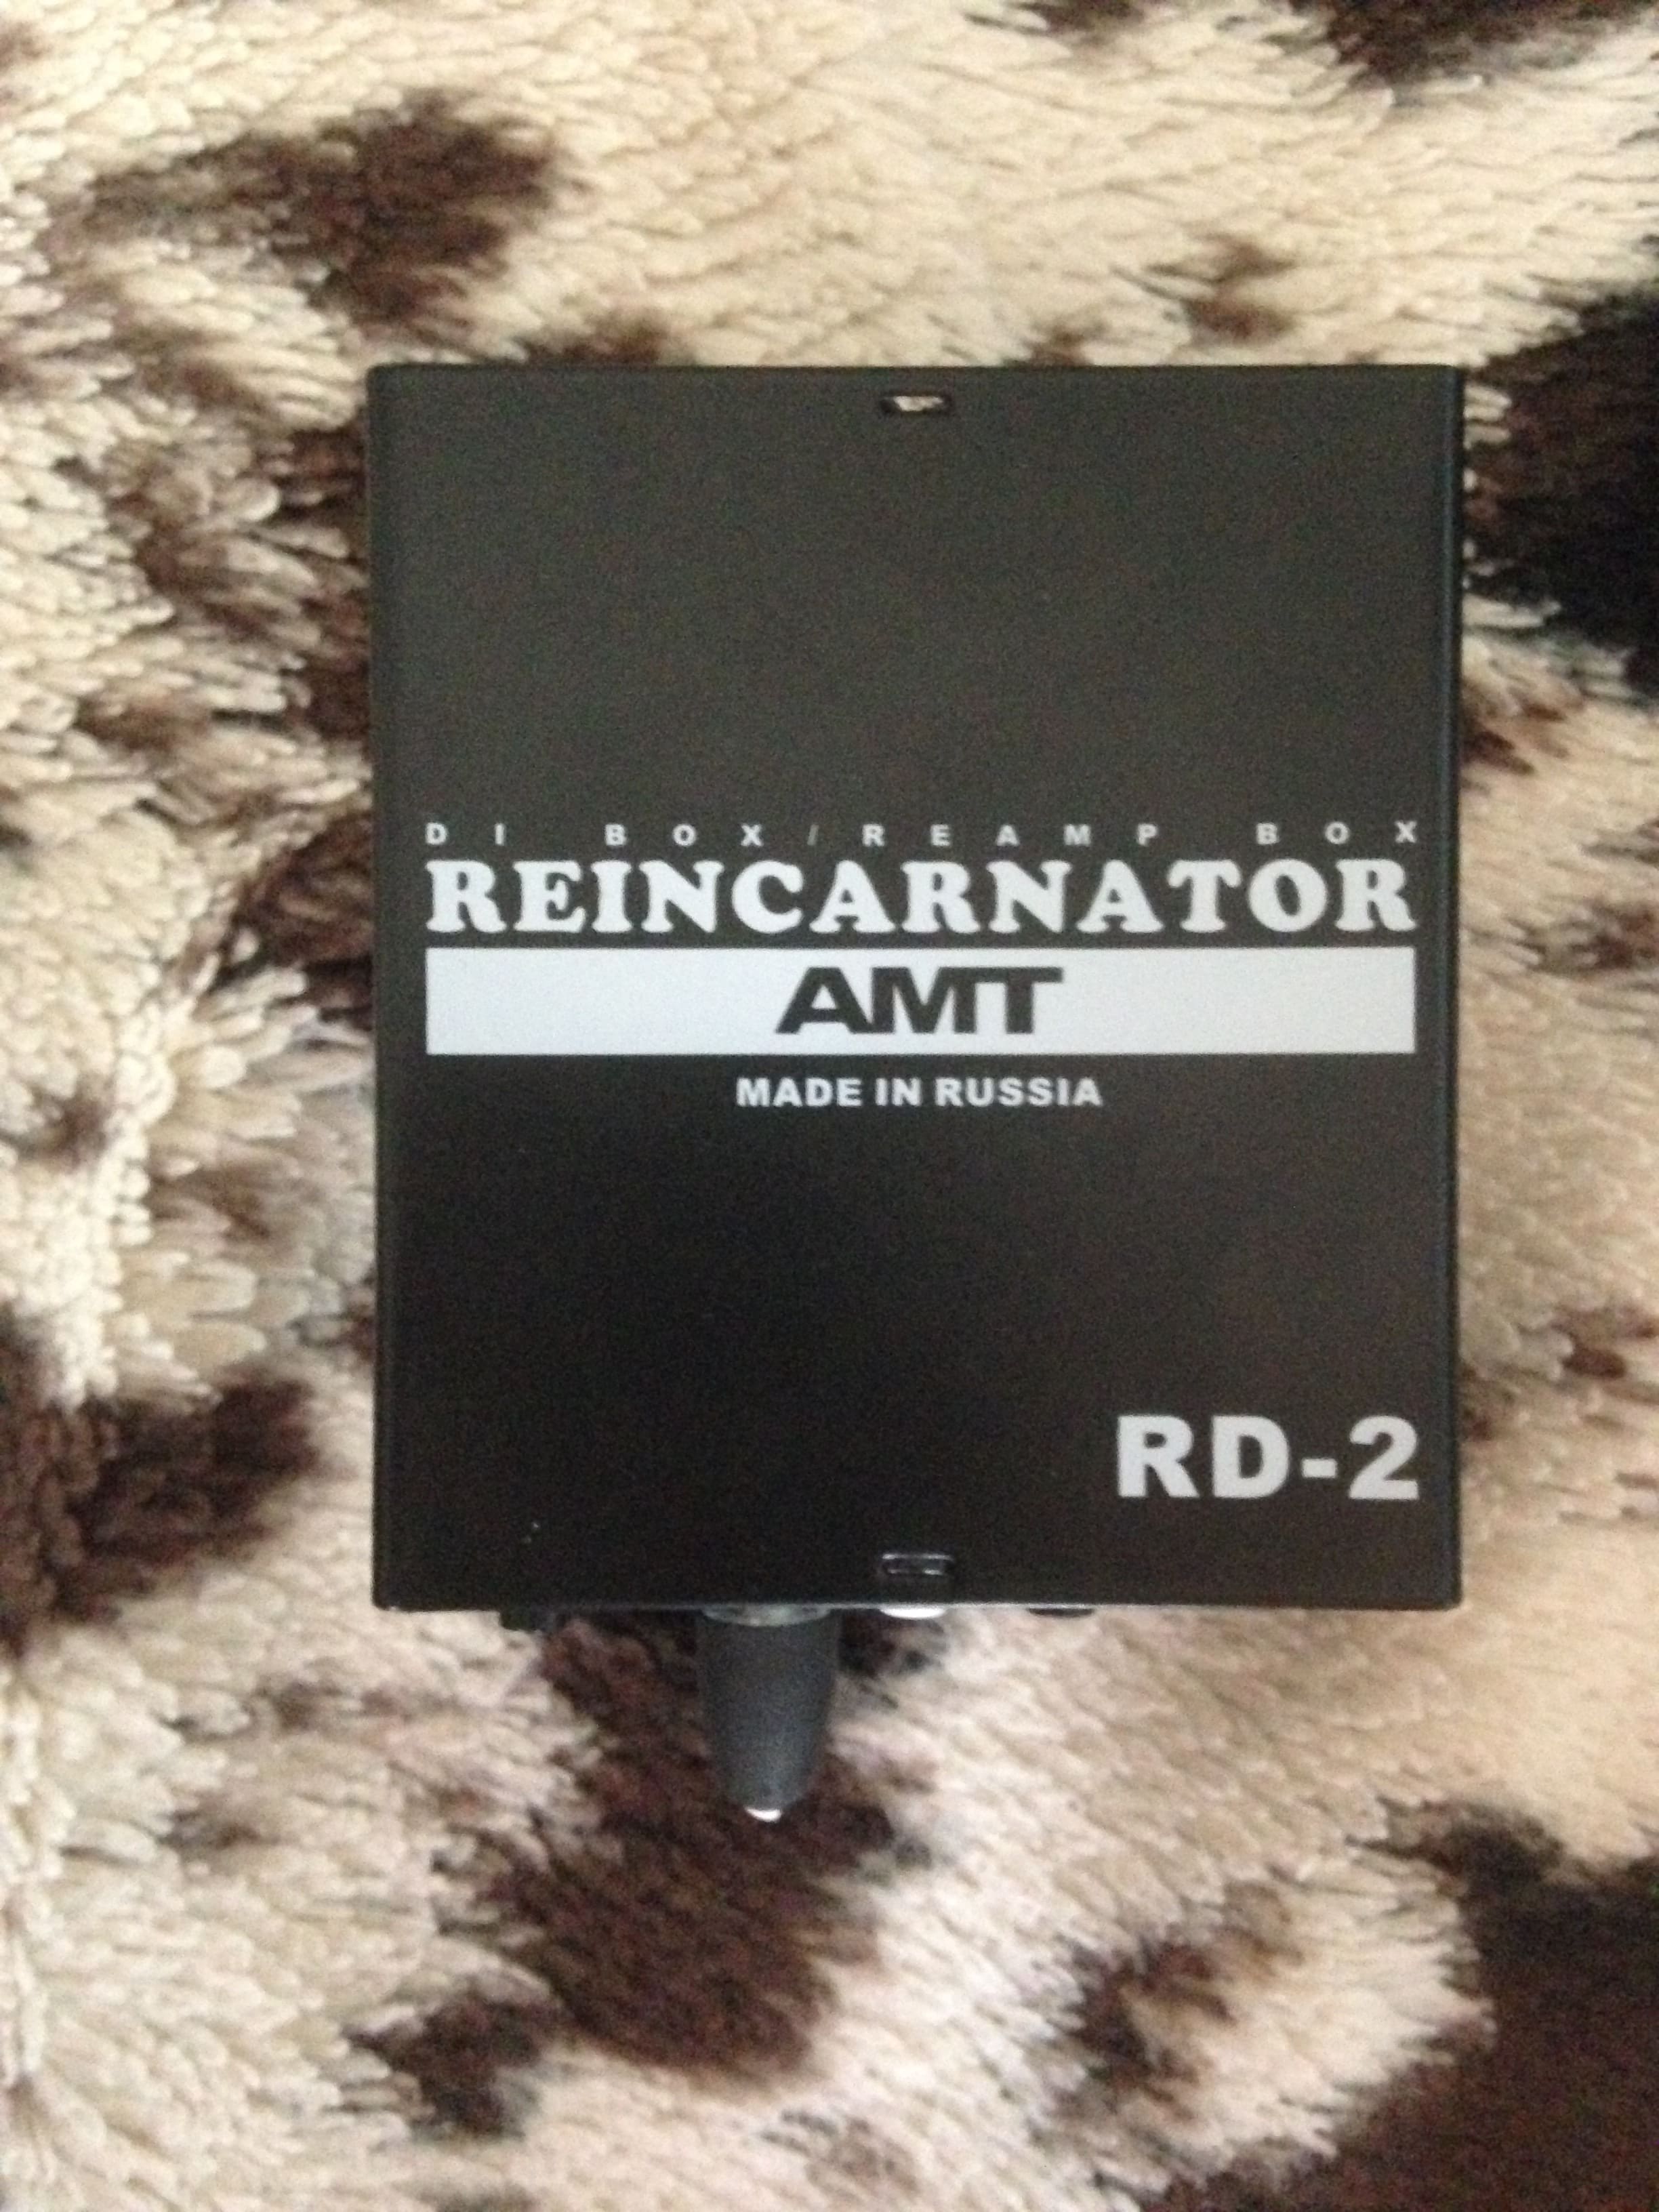 DI BOX/REAMP BOX
REINCARNATOR
AMT
MADE IN RUSSIA
RD-2